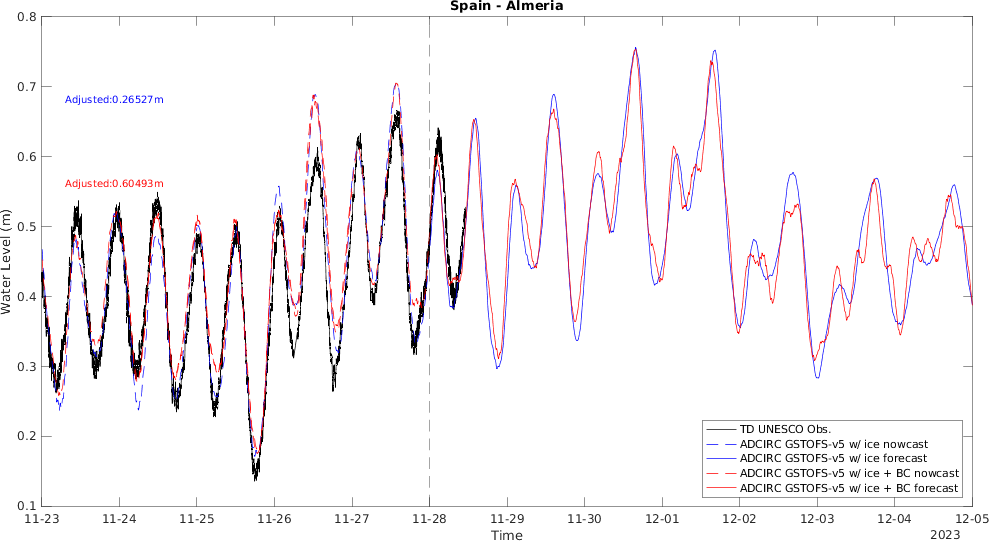 Spain - Almeria
0.8
0.7
0.6
0.5
0.4
0.3
0.2
0.1
Water Level (m)
Adjusted:0.26527m
Adjusted:0.60493m
TD UNESCO Obs.
ADCIRC GSTOFS-v5 w/ ice nowcast
ADCIRC GSTOFS-v5 w/ ice forecast
ADCIRC GSTOFS-v5 w/ ice + BC nowcast
ADCIRC GSTOFS-v5 w/ ice + BC forecast
11-23 11-24 11-25 11-26 11-27 11-28 11-29 11-30 12-01 12-02 12-03 12-04 12-05
Time
2023